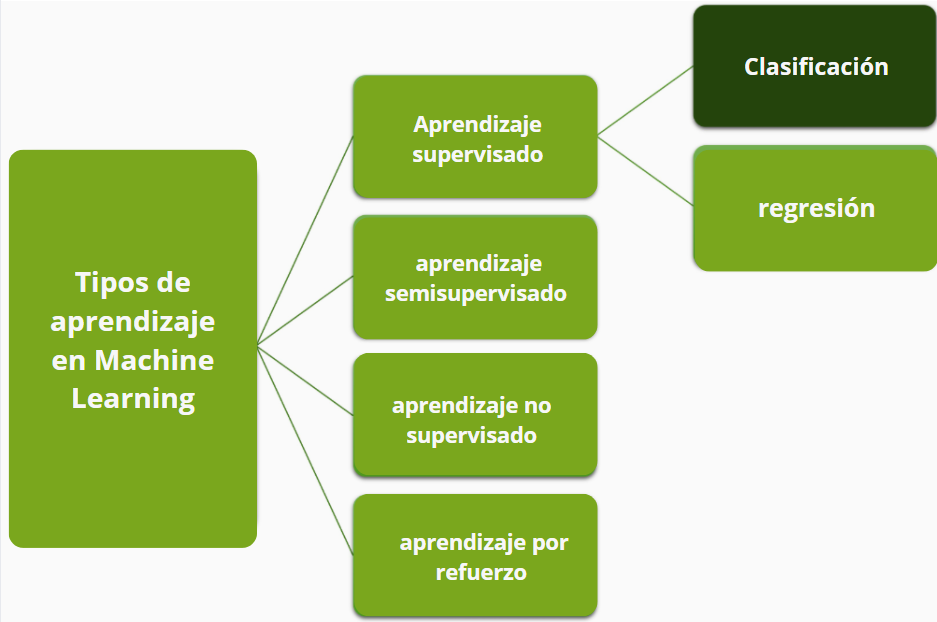 Tipos de
aprendizaje
en Machine
Learning
Aprendizaje
supervisado
aprendizaje
semisupervisado
aprendizaje no
supervisado
aprendizaje por
refuerzo
Clasificación
regresión